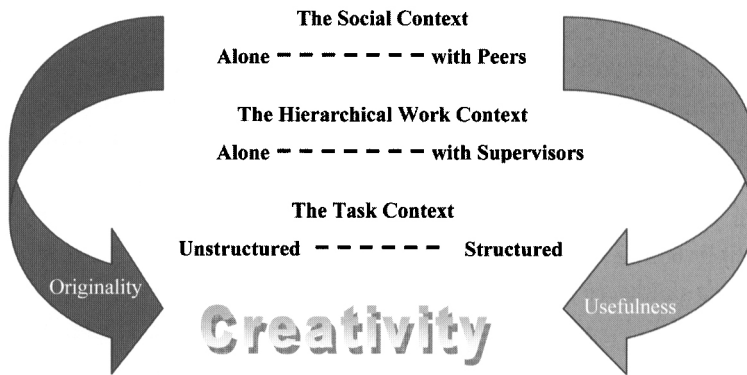 The Social Context
Alone - - - - - - - with Peers
The Hierarchical Work Context
Alone - - - - - - - with Supervisors
The Task Context
Unstructured - - - - - - Structured
Originality
Usefulness
Creativity